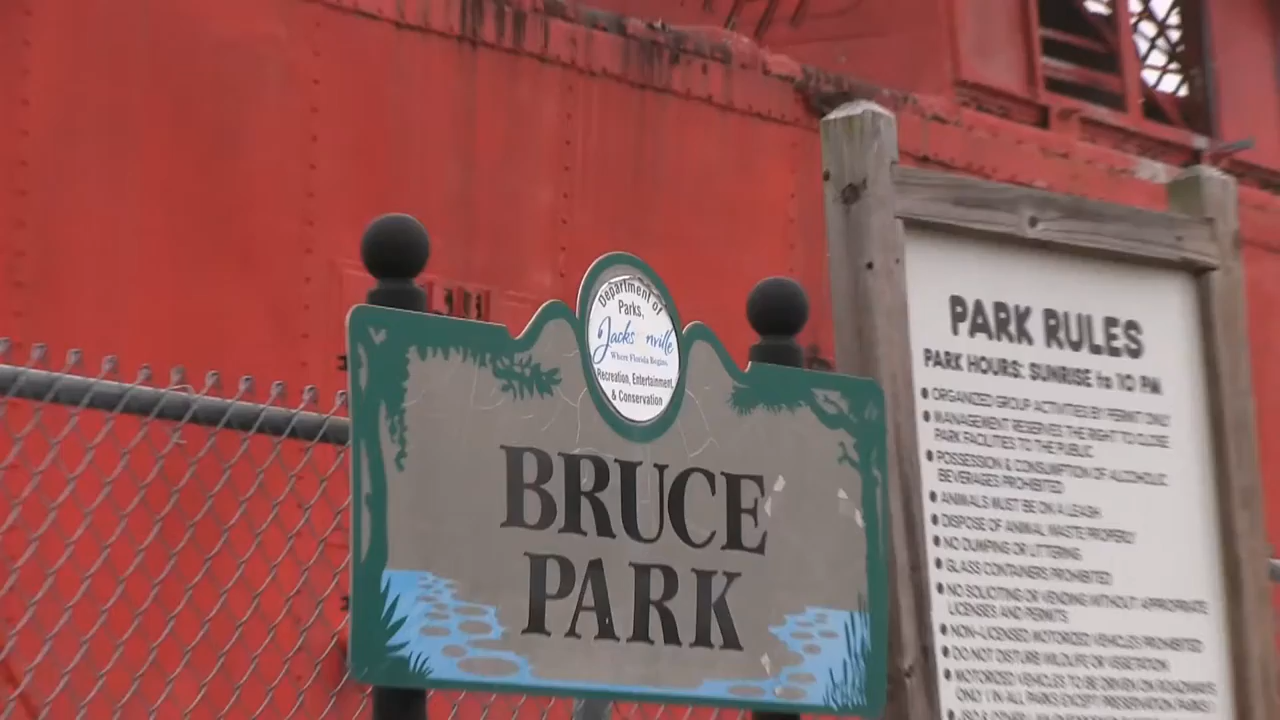 Department of
Parks,
Jacks nville
Where Florida Begins.
Recreation, Entertainment
& Conservation
BRUCE
PARK
PARK RULES
PARK HOURS: SUNRISE to 10 PM
ORGANIZED GROUP ACTIVITIES BY PERMIT ONLY
MANAGEMENT RESERVES THE RIGHT TO CLOSE
PARK FACILITIES TO THE PUBLIC
POSSESSION & CONSUMPTION OF ALCOHOLIC
BEVERAGES PROHIBITED
ANIMALS MUST BE ON A LEASH
DISPOSE OF ANIMAL WASTE PROPERLY
NO DUMPING OR LITTERING
GLASS CONTAINERS PROHIBITED
NO SOLICITING OR VENDING WITHOUT APPROPRIATE
LICENSES AND PERMITS
NON-LICENSED MOTORIZED VEHICLES PROHIBITED
DO NOT DISTURB WILDLIFE OR VEGETATION
MOTORIZED VEHICLES TO BE DRIVEN ON ROADWAYS
ONLY IN ALL PARKS EXCEPT PRESERVATION PARKS